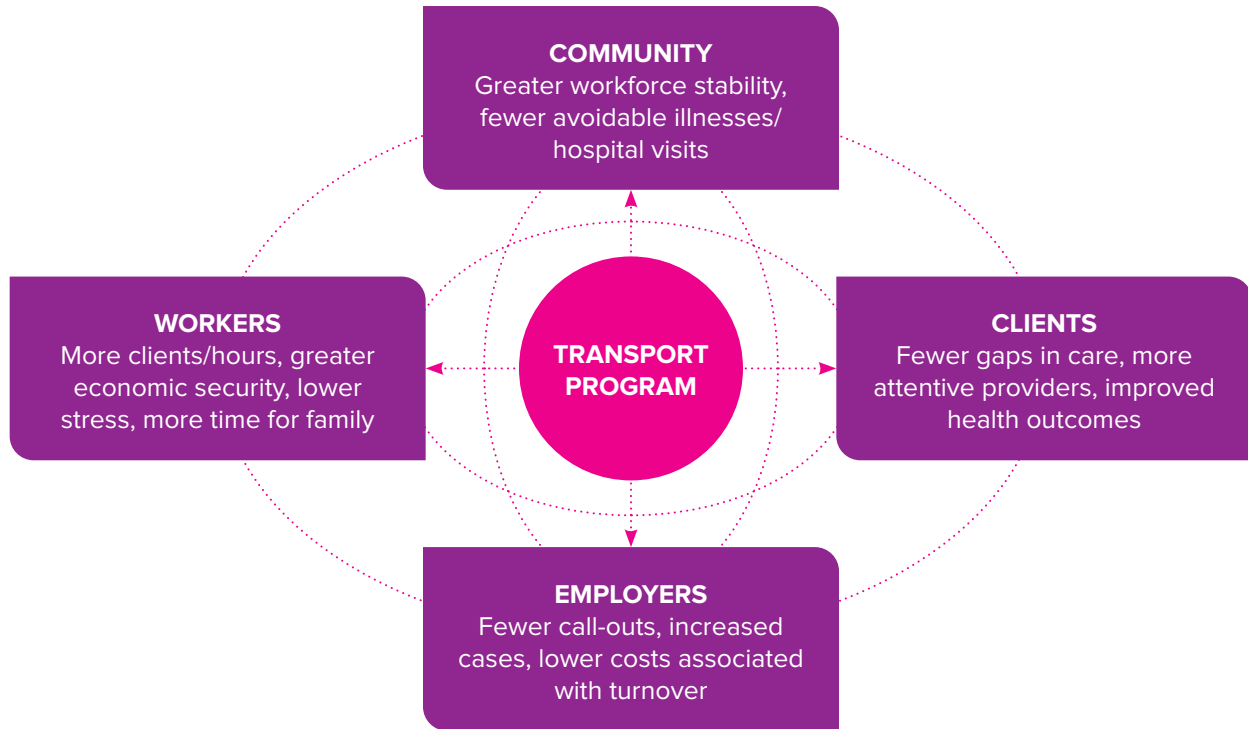 COMMUNITY
Greater workforce stability,
fewer avoidable illnesses/
hospital visits
WORKERS
More clients/hours, greater
economic security, lower
stress, more time for family
TRANSPORT
PROGRAM
CLIENTS
Fewer gaps in care, more
attentive providers, improved
health outcomes
EMPLOYERS
Fewer call-outs, increased
cases, lower costs associated
with turnover